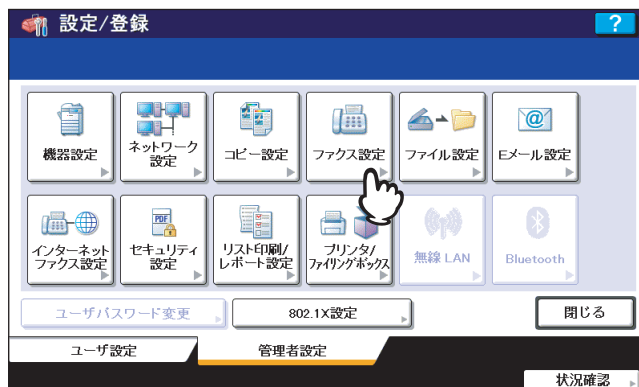 設定/登録
?
機器設定
ネットワーク
設定
コピー設定
ファクス設定
ファイル設定
@
Eメール設定
インターネット
ファクス設定
PDF
セキュリティ
設定
リスト印刷/
レポート設定
プリンタ/
ファイリングボックス
無線 LAN
Bluetooth
ユーザパスワード変更
802.1X設定
閉じる
ユーザ設定
管理者設定
状況確認